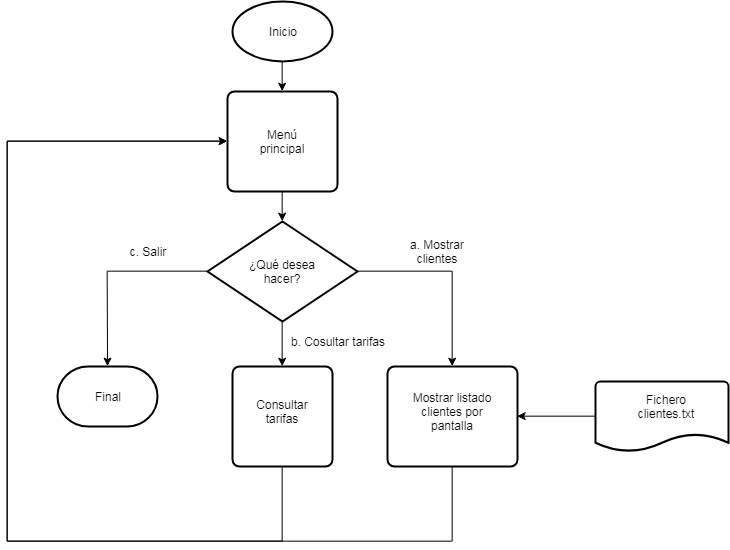 Inicio
Menú
principal
c. Salir
¿Qué desea
hacer?
a. Mostrar
clientes
b. Cosultar tarifas
Final
Consultar
tarifas
Mostrar listado
clientes por
pantalla
Fichero
clientes.txt